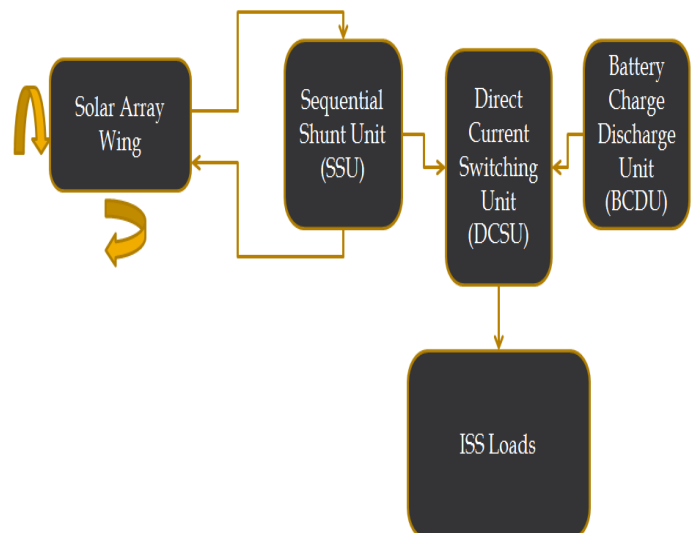 Solar Array
Wing
Sequential
Shunt Unit
(SSU)
Direct
Current
Switching
Unit
(DCSU)
Battery
Charge
Discharge
Unit
(BCDU)
ISS Loads